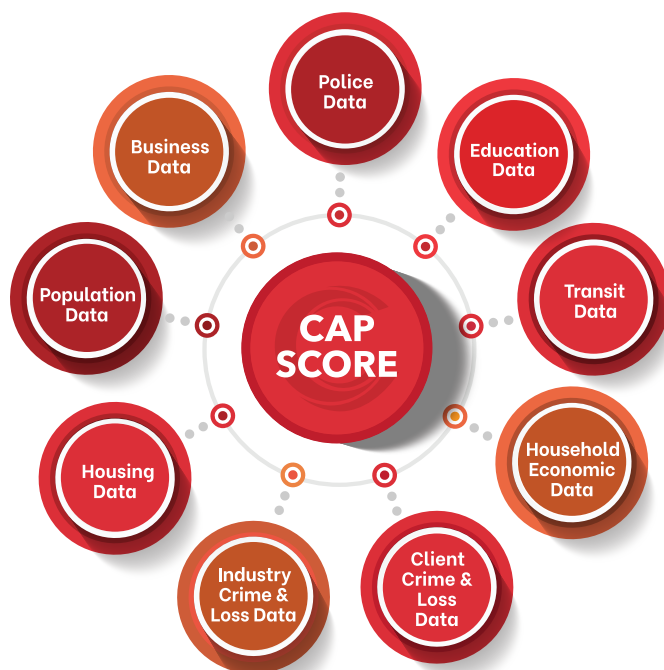 Police
Data
Education
Data
Transit
Data
Household
Economic
Data
Client
Crime &
Loss
Data
Industry
Crime &
Loss Data
Housing
Data
Population
Data
Business
Data
CAP
SCORE